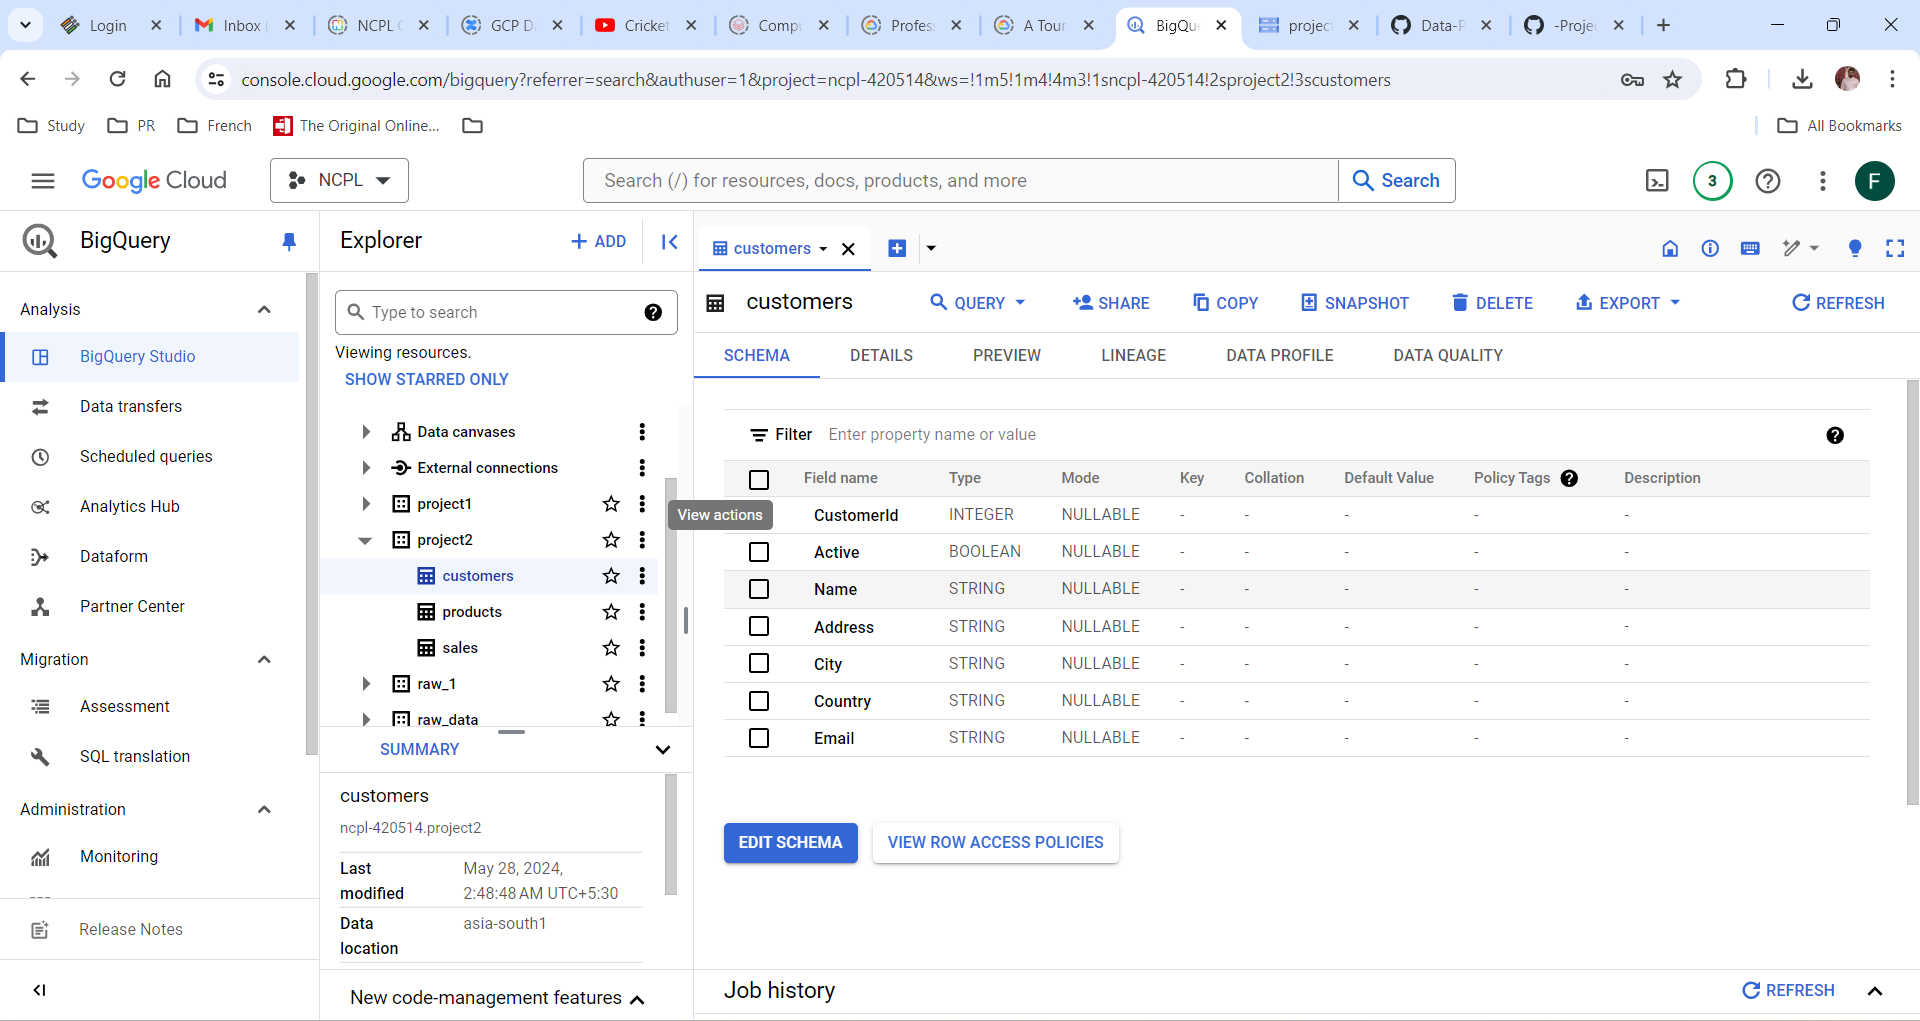 Login
Inbox (
NCPL C
GCP D
Cricket
Compu
Profes
A Tour
BigQue
project
Data-P
-Projec
console.cloud.google.com/bigquery?referrer=search&authuser=1&project=ncpl-420514&ws=!1m5!1m4!4m3!1sncpl-420514!2sproject2!3scustomers
Study
PR
French
The Original Online...
All Bookmarks
Google Cloud
NCPL
Search (/) for resources, docs, products, and more
Search
3
F
BigQuery
Analysis
BigQuery Studio
Data transfers
Scheduled queries
Analytics Hub
Dataform
Partner Center
Migration
Assessment
SQL translation
Administration
Monitoring
Release Notes
Explorer
+ ADD
Type to search
Viewing resources.
SHOW STARRED ONLY
Data canvases
External connections
project1
project2
customers
products
sales
raw_1
raw_data
View actions
SUMMARY
customers
ncpl-420514.project2
Last modified May 28, 2024, 2:48:48 AM UTC+5:30
Data location asia-south1
New code-management features
customers
customers
QUERY
SHARE
COPY
SNAPSHOT
DELETE
EXPORT
REFRESH
SCHEMA
DETAILS
PREVIEW
LINEAGE
DATA PROFILE
DATA QUALITY
Filter Enter property name or value
Field name Type Mode Key Collation Default Value Policy Tags Description
CustomerId INTEGER NULLABLE - - - - -
Active BOOLEAN NULLABLE - - - - -
Name STRING NULLABLE - - - - -
Address STRING NULLABLE - - - - -
City STRING NULLABLE - - - - -
Country STRING NULLABLE - - - - -
Email STRING NULLABLE - - - - -
EDIT SCHEMA
VIEW ROW ACCESS POLICIES
Job history
REFRESH